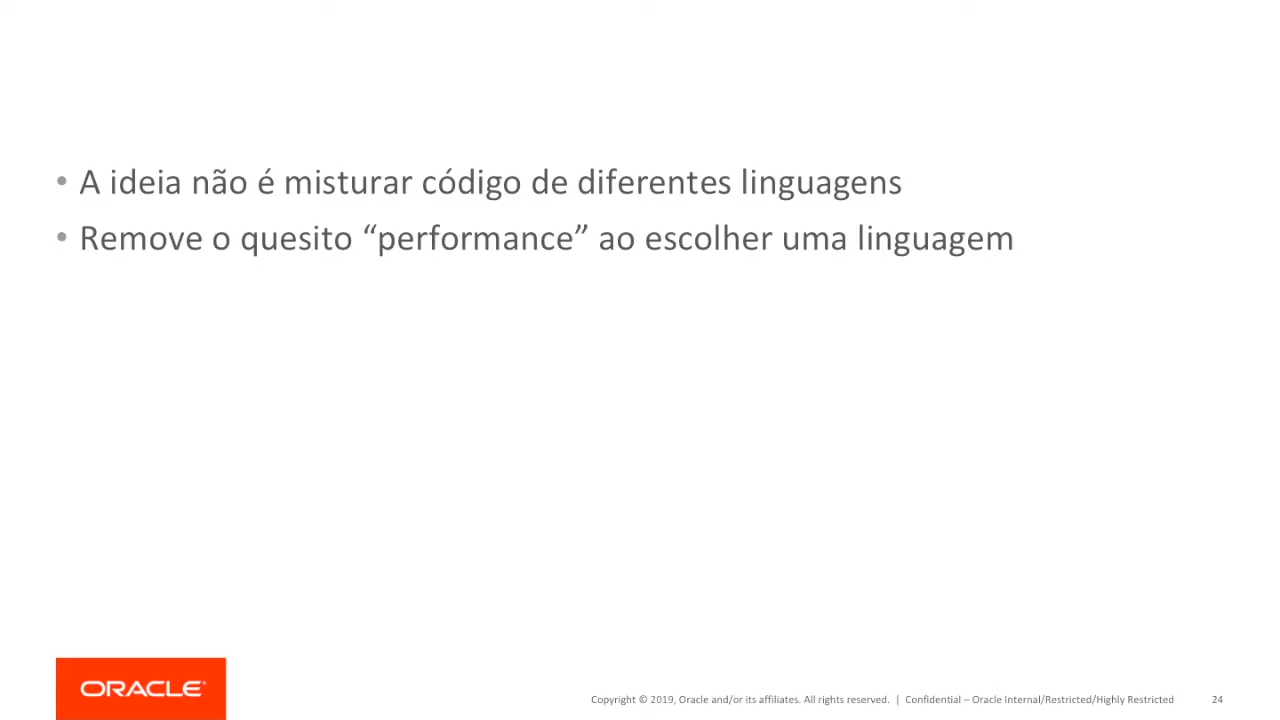 • A ideia não é misturar código de diferentes linguagens
• Remove o quesito “performance” ao escolher uma linguagem
ORACLE®
Copyright © 2019, Oracle and/or its affiliates. All rights reserved. | Confidential – Oracle Internal/Restricted/Highly Restricted 24